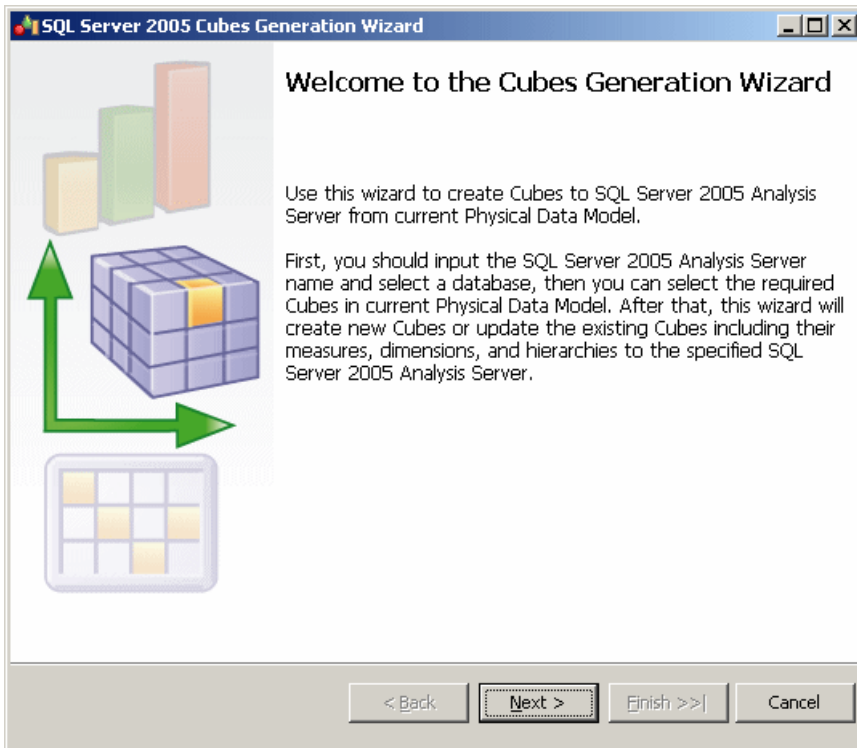 SQL Server 2005 Cubes Generation Wizard
Welcome to the Cubes Generation Wizard
Use this wizard to create Cubes to SQL Server 2005 Analysis
Server from current Physical Data Model.
First, you should input the SQL Server 2005 Analysis Server
name and select a database, then you can select the required
Cubes in current Physical Data Model. After that, this wizard will
create new Cubes or update the existing Cubes including their
measures, dimensions, and hierarchies to the specified SQL
Server 2005 Analysis Server.
< Back
Next >
Finish >>|
Cancel